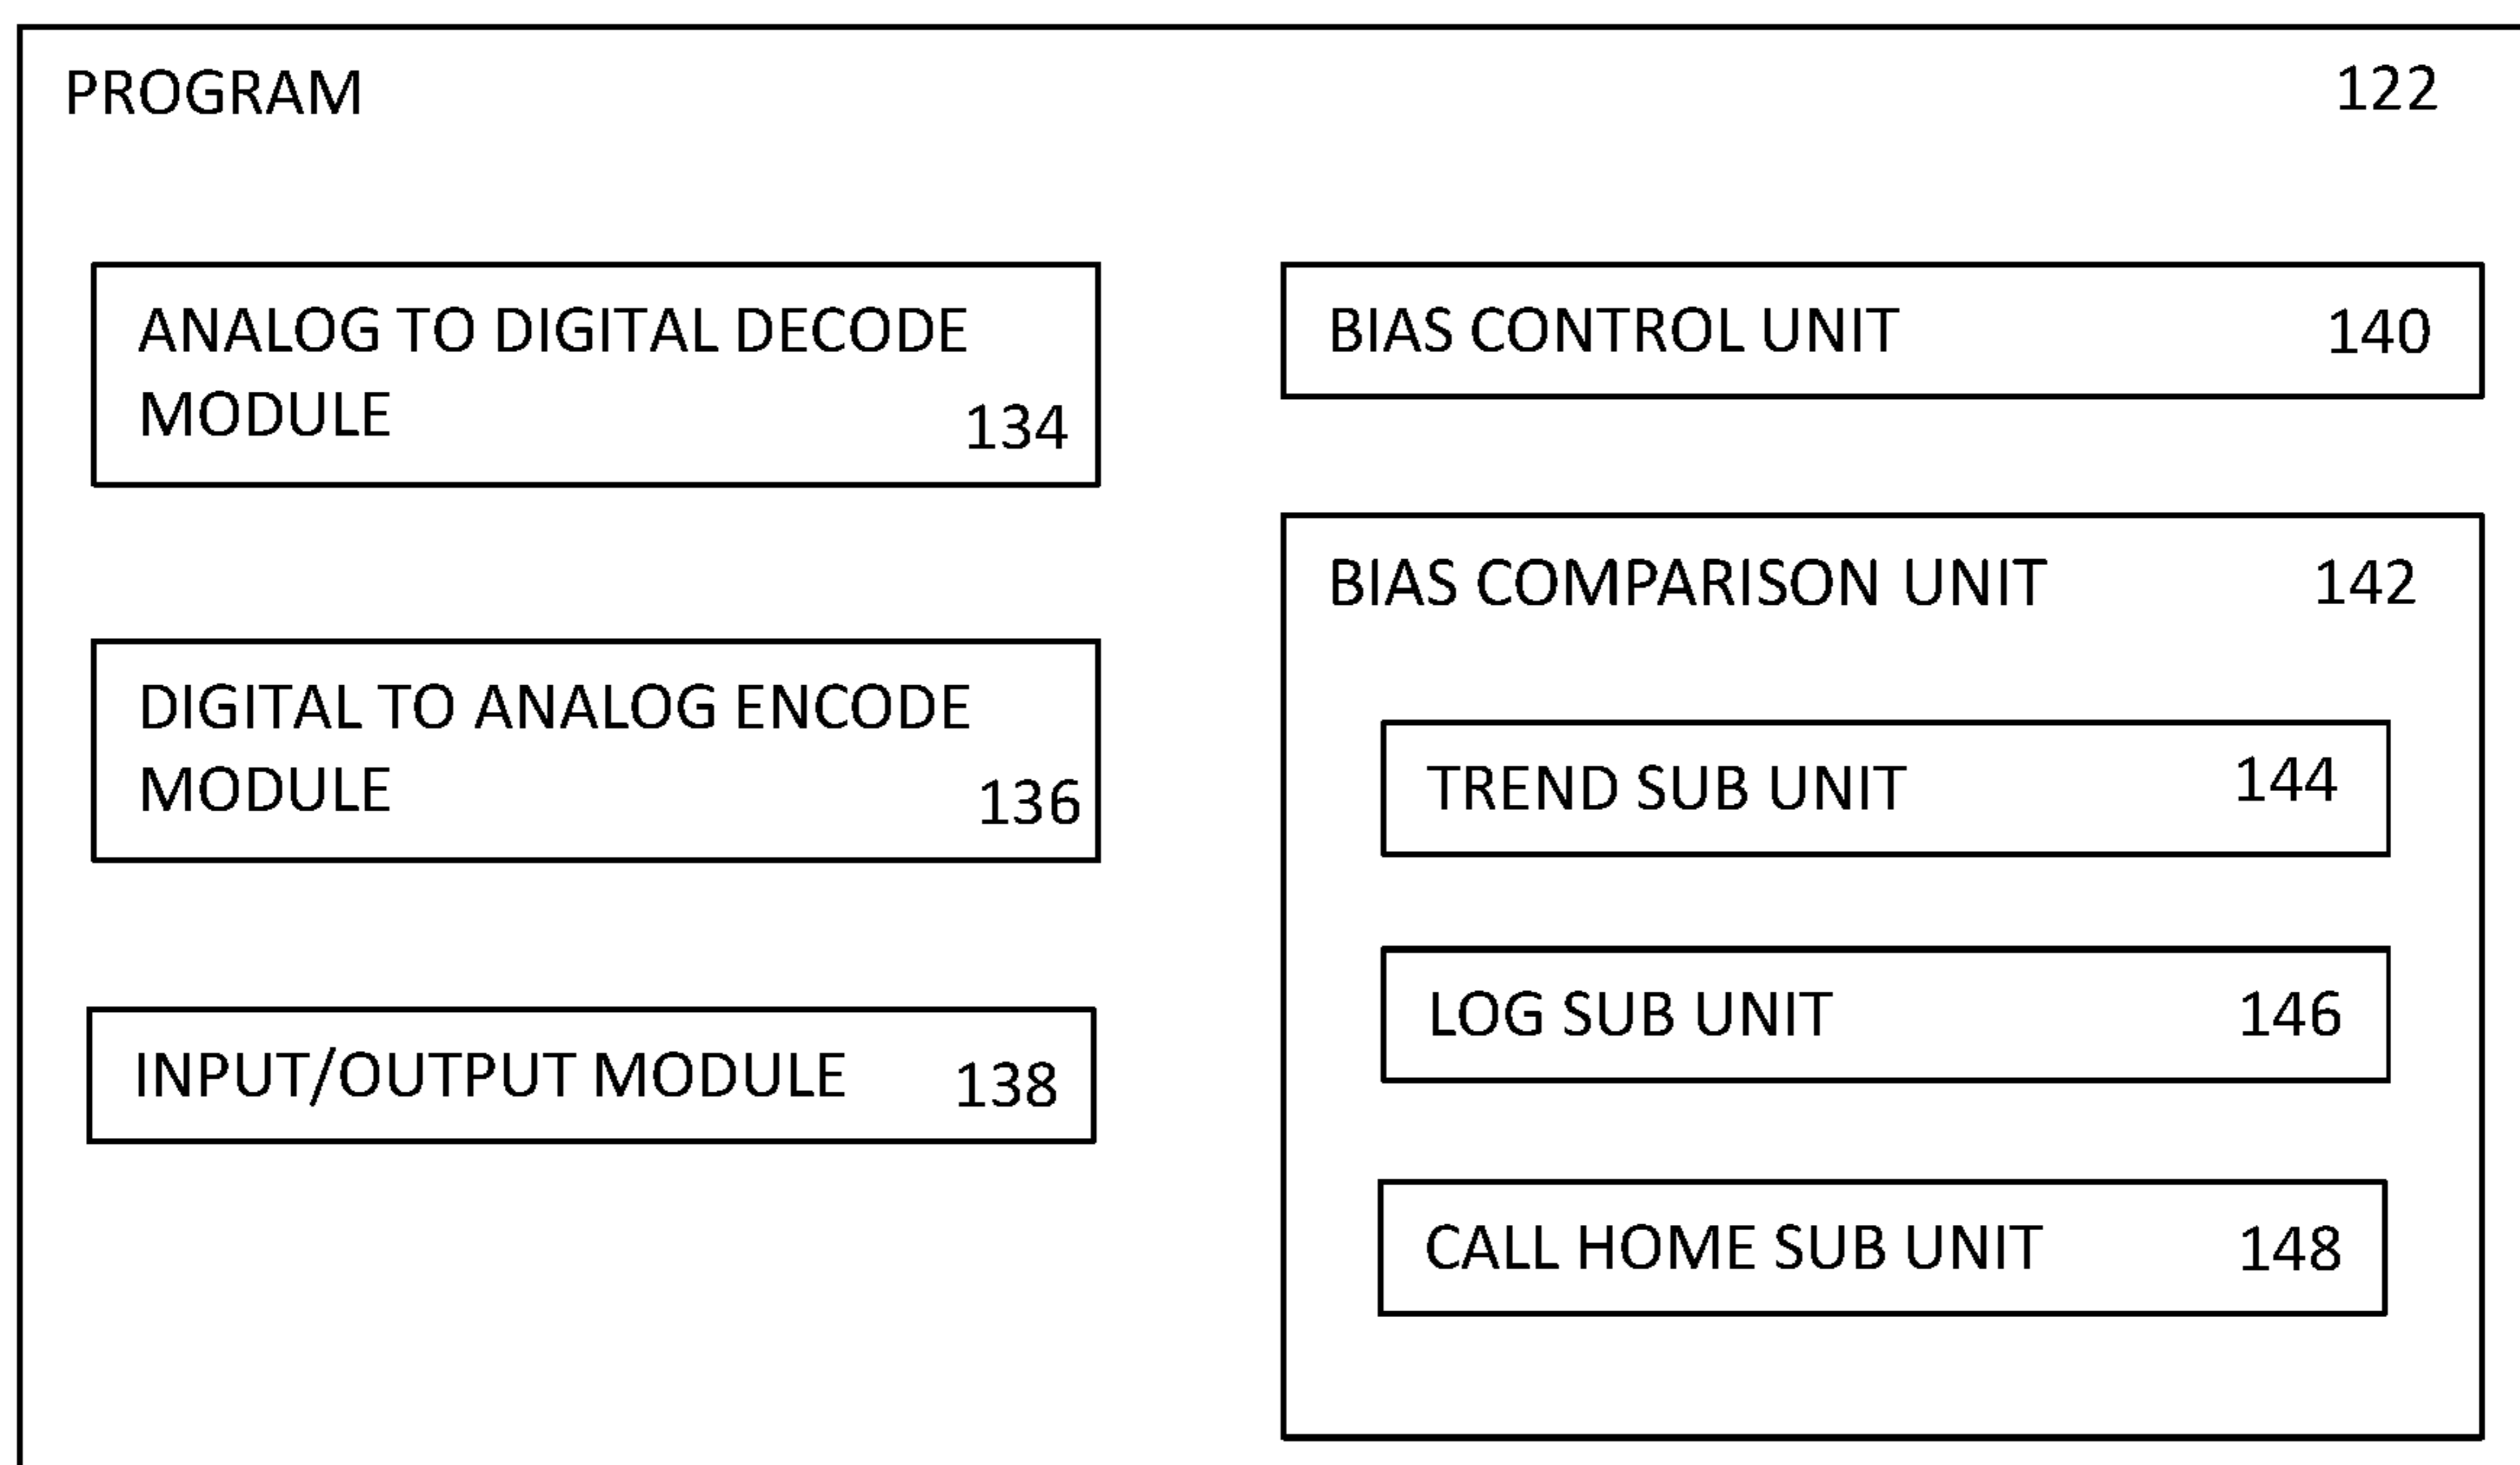 PROGRAM 122
ANALOG TO DIGITAL DECODE
MODULE 134
DIGITAL TO ANALOG ENCODE
MODULE 136
INPUT/OUTPUT MODULE 138
BIAS CONTROL UNIT 140
BIAS COMPARISON UNIT 142
TREND SUB UNIT 144
LOG SUB UNIT 146
CALL HOME SUB UNIT 148